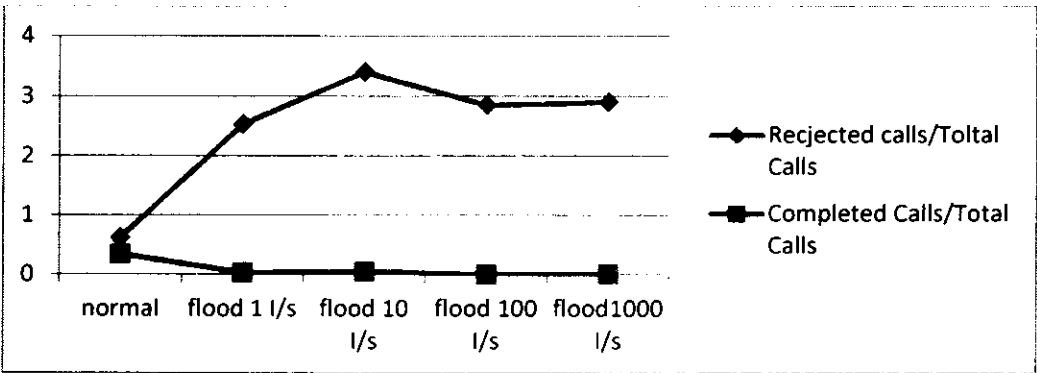 4
3
2
1
0
normal
flood 1 I/s
flood 10
I/s
flood 100
I/s
flood1000
I/s
Recjected calls/Toltal
Calls
Completed Calls/Total
Calls